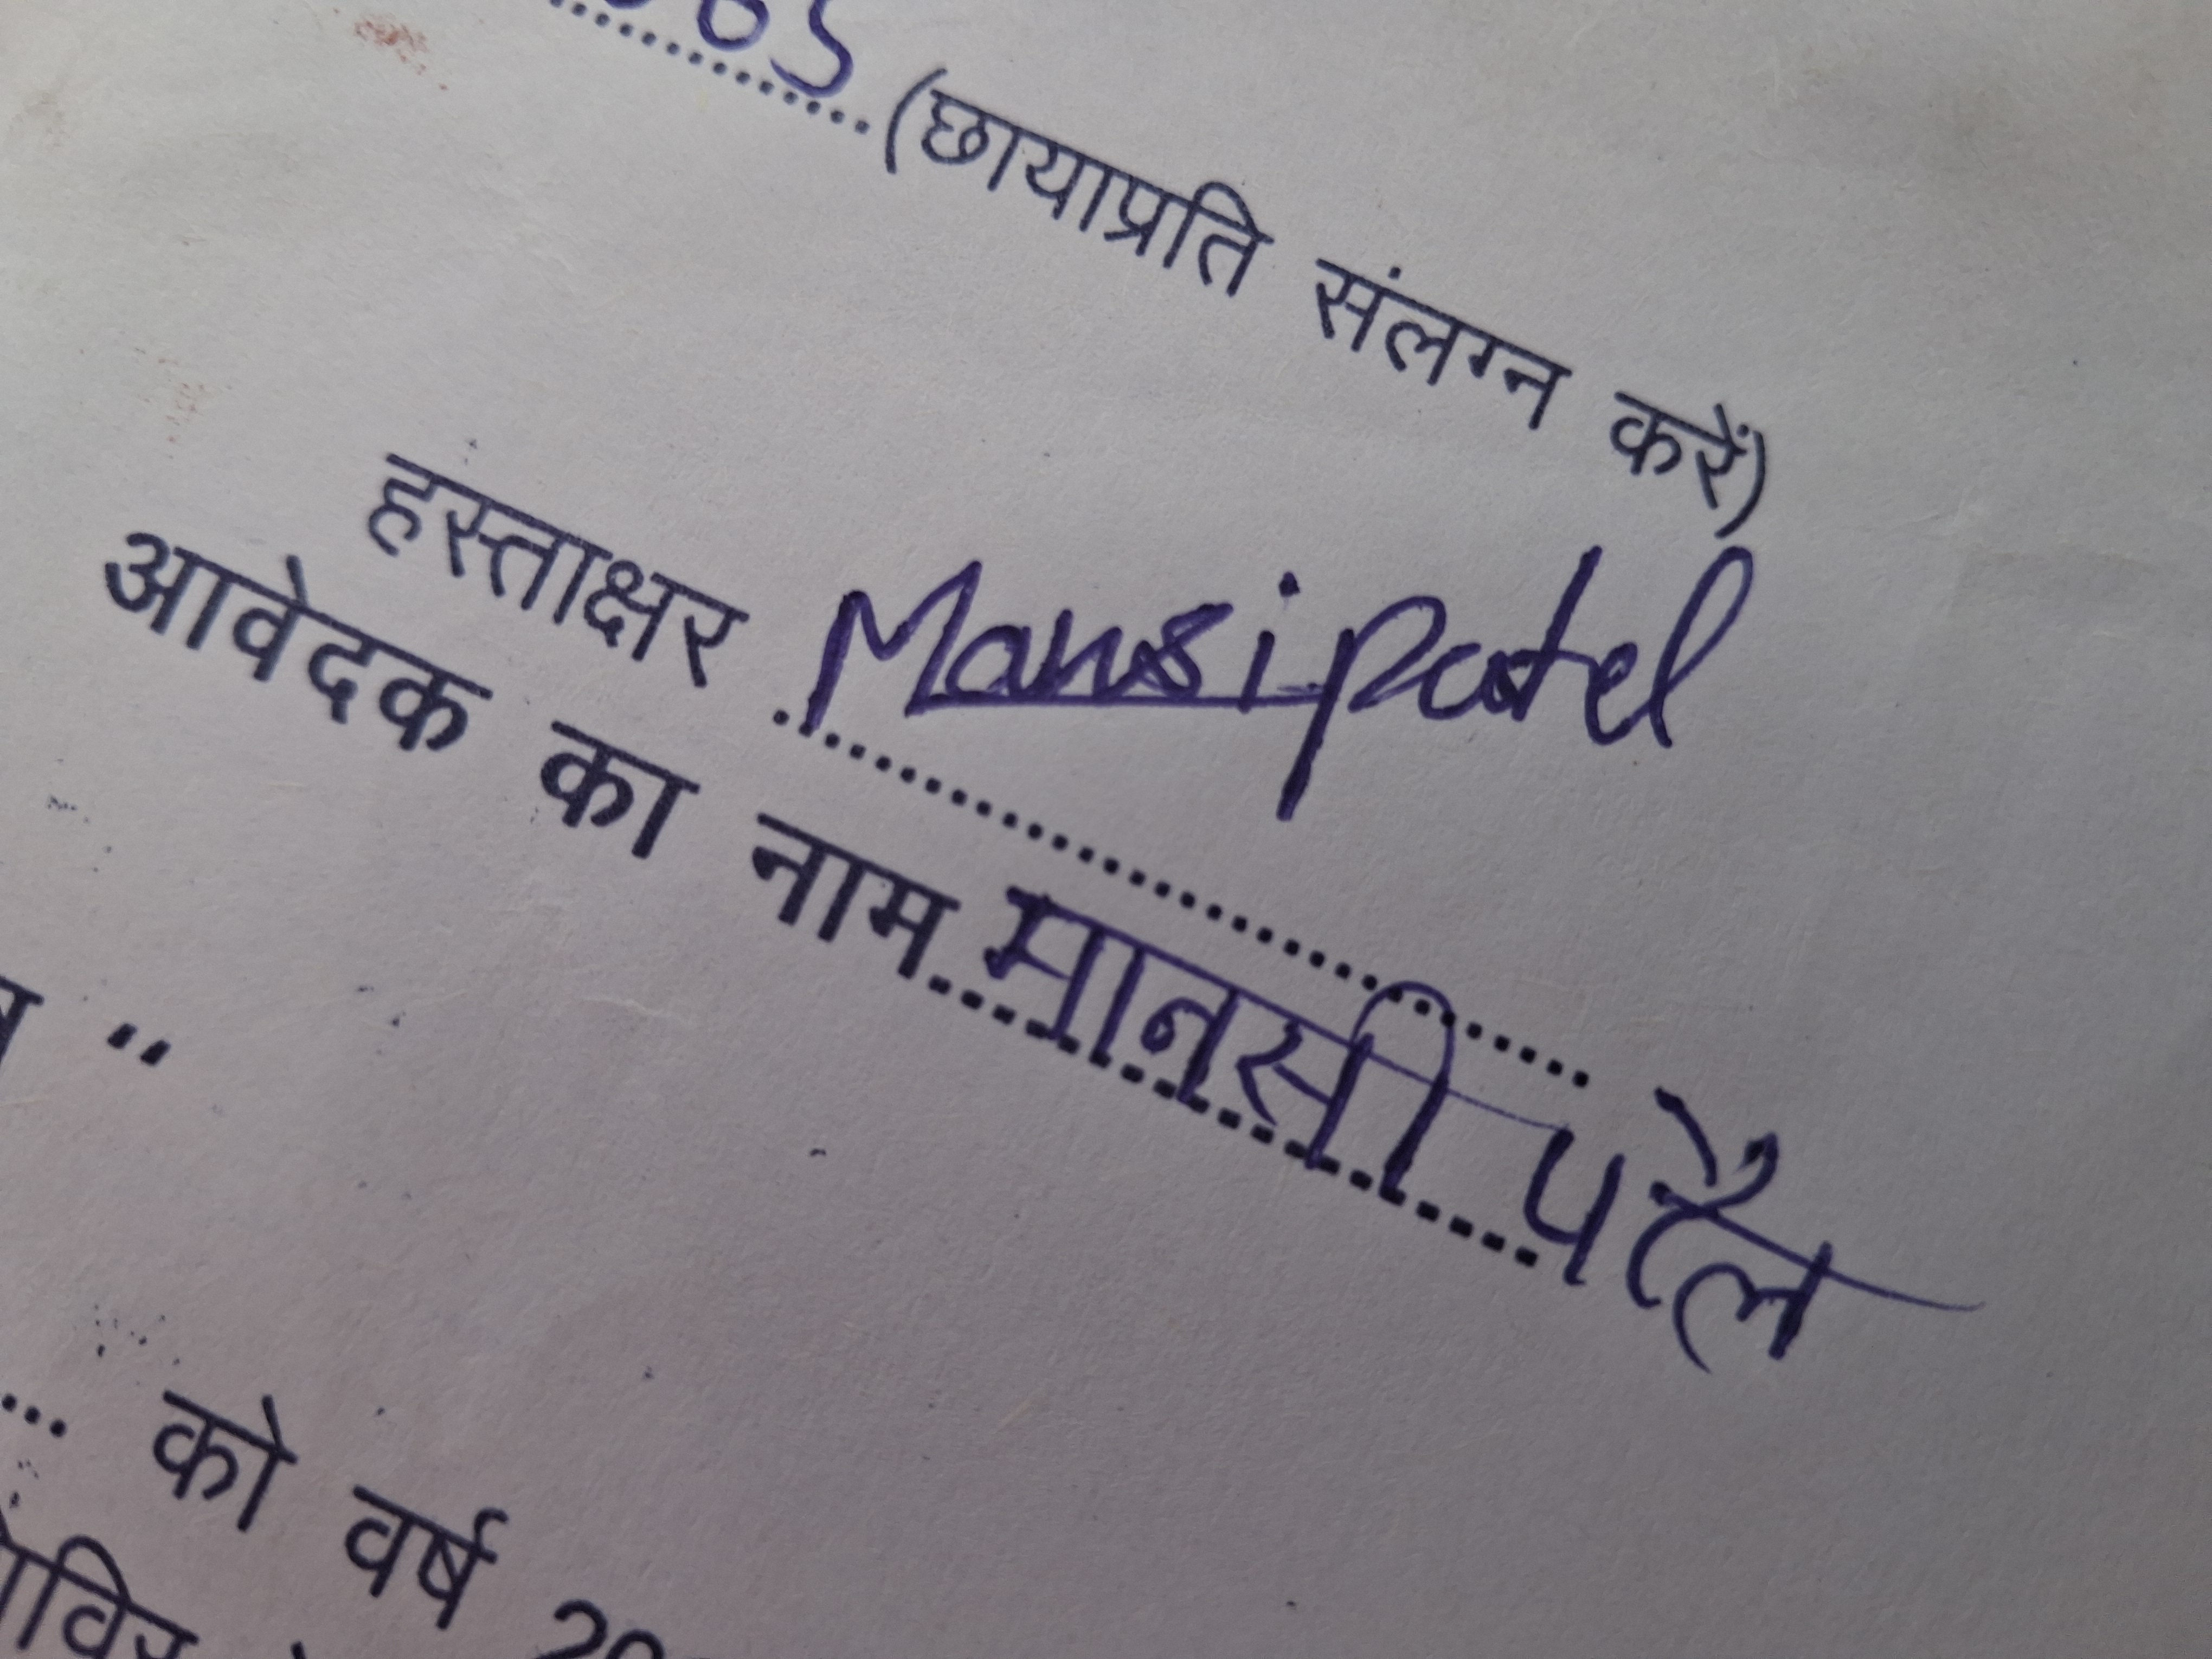 (छायाप्रति संलग्न करें)
हस्ताक्षर Mansi patel
आवेदक का नाम मानसी पटैल
को वर्ष